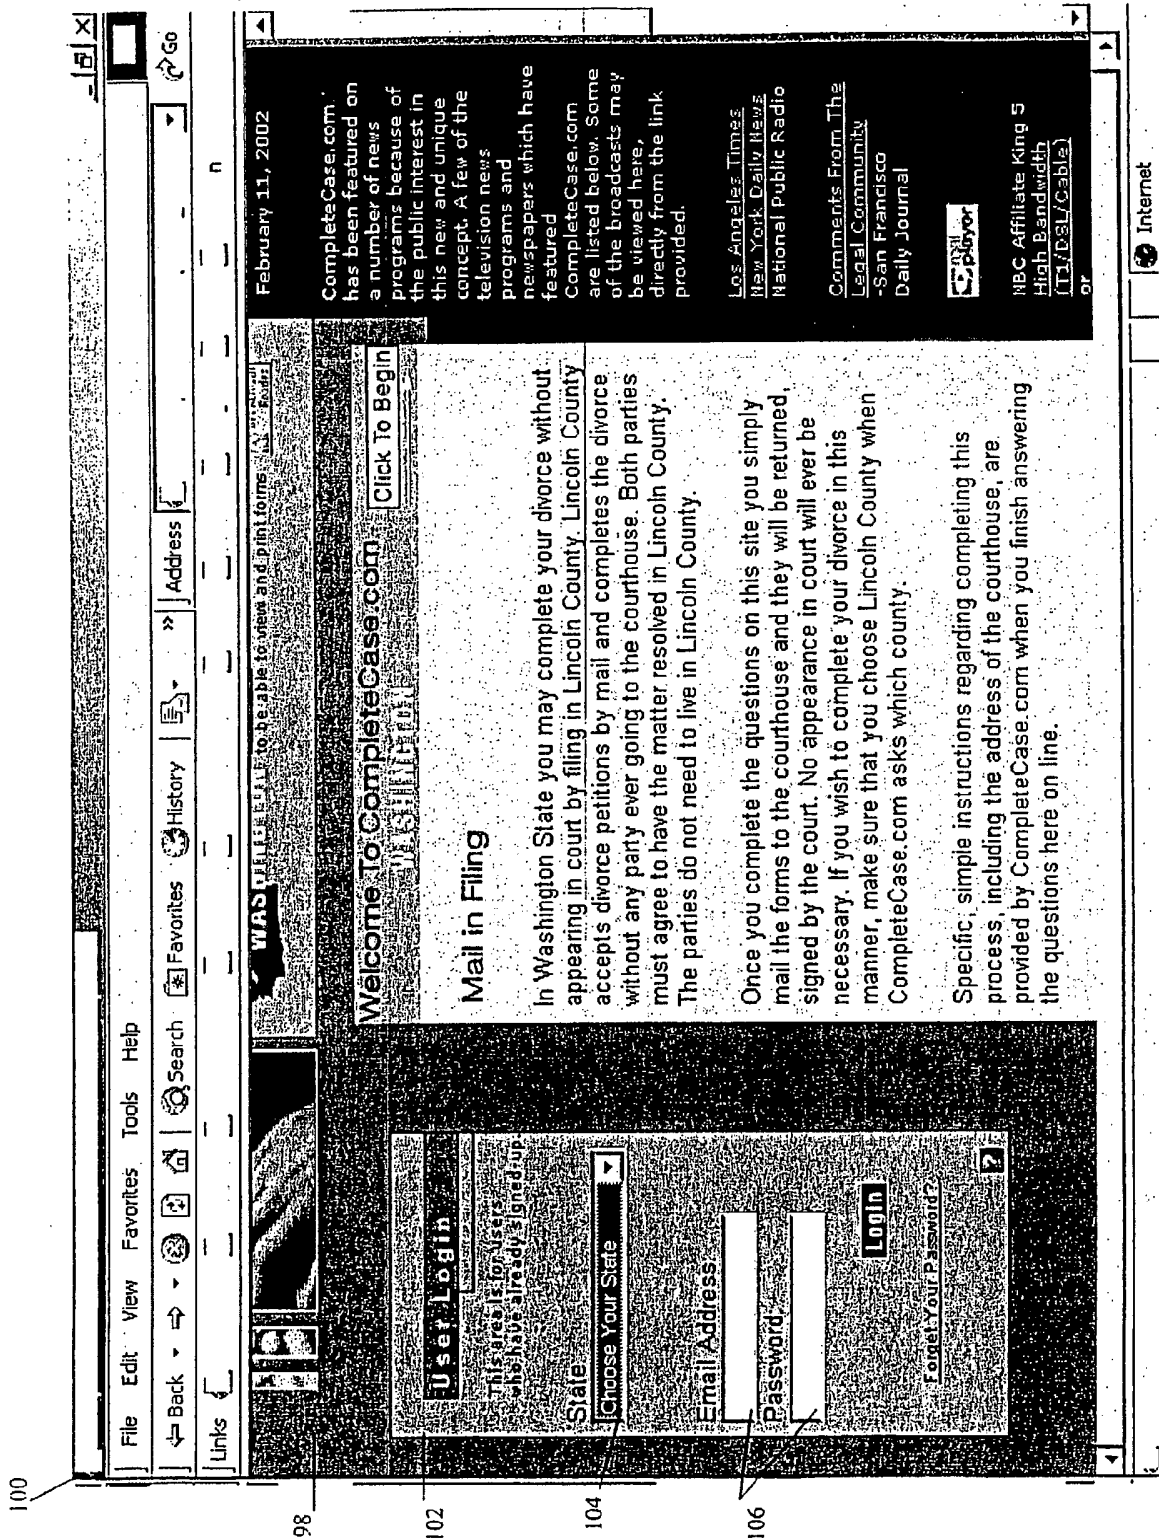 100
File Edit View Favorites Tools Help
Back Search Favorites History » Address Go
Links
98
WASHINGTON
to be able to view and print forms
February 11, 2002
Welcome To CompleteCase.com
WASHINGTON
Click To Begin
102
User Login
This area is for users
who have already signed up.
104
State
Choose Your State
106
Email Address
Password
Login
Forget Your Password?
?
Mail in Filing
In Washington State you may complete your divorce without
appearing in court by filing in Lincoln County. Lincoln County
accepts divorce petitions by mail and completes the divorce
without any party ever going to the courthouse. Both parties
must agree to have the matter resolved in Lincoln County.
The parties do not need to live in Lincoln County.
Once you complete the questions on this site you simply
mail the forms to the courthouse and they will be returned,
signed by the court. No appearance in court will ever be
necessary. If you wish to complete your divorce in this
manner, make sure that you choose Lincoln County when
CompleteCase.com asks which county.
Specific, simple instructions regarding completing this
process, including the address of the courthouse, are
provided by CompleteCase.com when you finish answering
the questions here on line.
CompleteCase.com
has been featured on
a number of news
programs because of
the public interest in
this new and unique
concept. A few of the
television news
programs and
newspapers which have
featured
CompleteCase.com
are listed below. Some
of the broadcasts may
be viewed here,
directly from the link
provided.
Los Angeles Times
New York Daily News
National Public Radio
Comments From The
Legal Community
-San Francisco
Daily Journal
real
player
NBC Affiliate King 5
High Bandwidth
(T1/DSL/Cable)
or
Internet